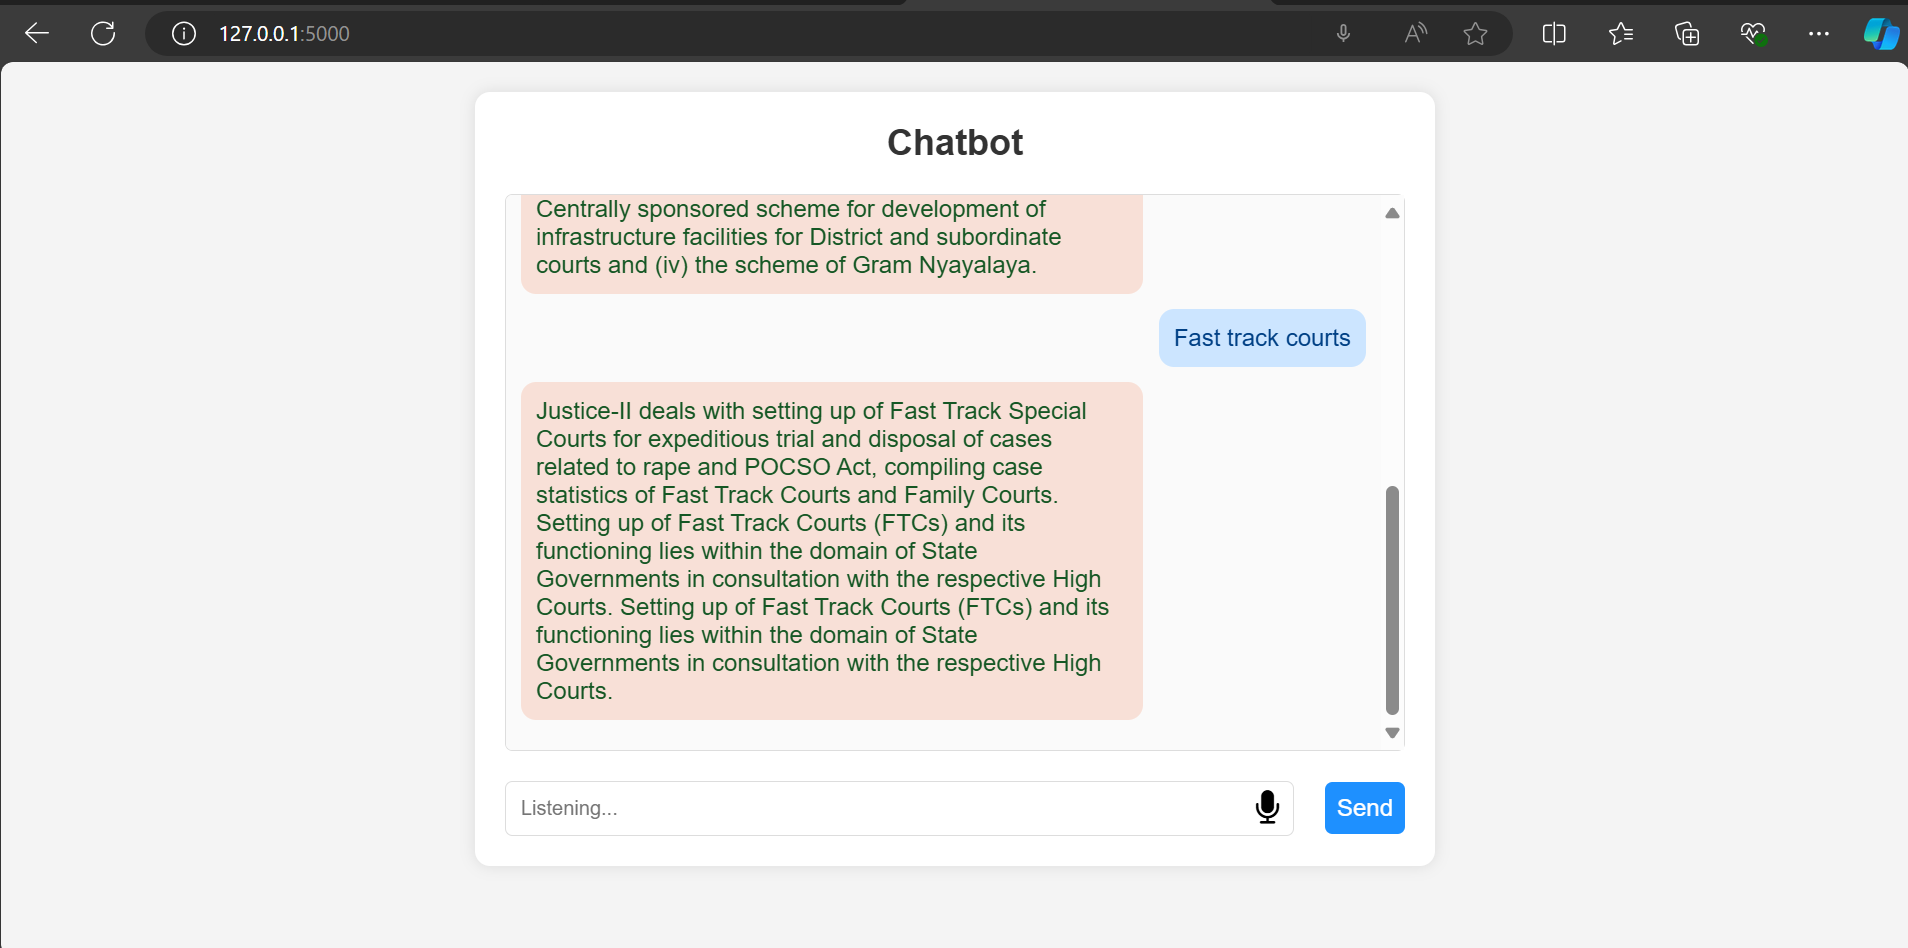 127.0.0.1:5000
Chatbot
Centrally sponsored scheme for development of
infrastructure facilities for District and subordinate
courts and (iv) the scheme of Gram Nyayalaya.
Fast track courts
Justice-II deals with setting up of Fast Track Special
Courts for expeditious trial and disposal of cases
related to rape and POCSO Act, compiling case
statistics of Fast Track Courts and Family Courts.
Setting up of Fast Track Courts (FTCs) and its
functioning lies within the domain of State
Governments in consultation with the respective High
Courts. Setting up of Fast Track Courts (FTCs) and its
functioning lies within the domain of State
Governments in consultation with the respective High
Courts.
Listening...
Send